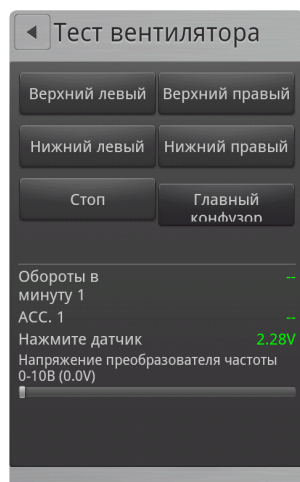 Тест вентилятора
Верхний левый Верхний правый
Нижний левый Нижний правый
Стоп Главный
конфузор
Обороты в --
минуту 1
АСС. 1 --
Нажмите датчик 2.28V
Напряжение преобразователя частоты
0-10В (0.0V)